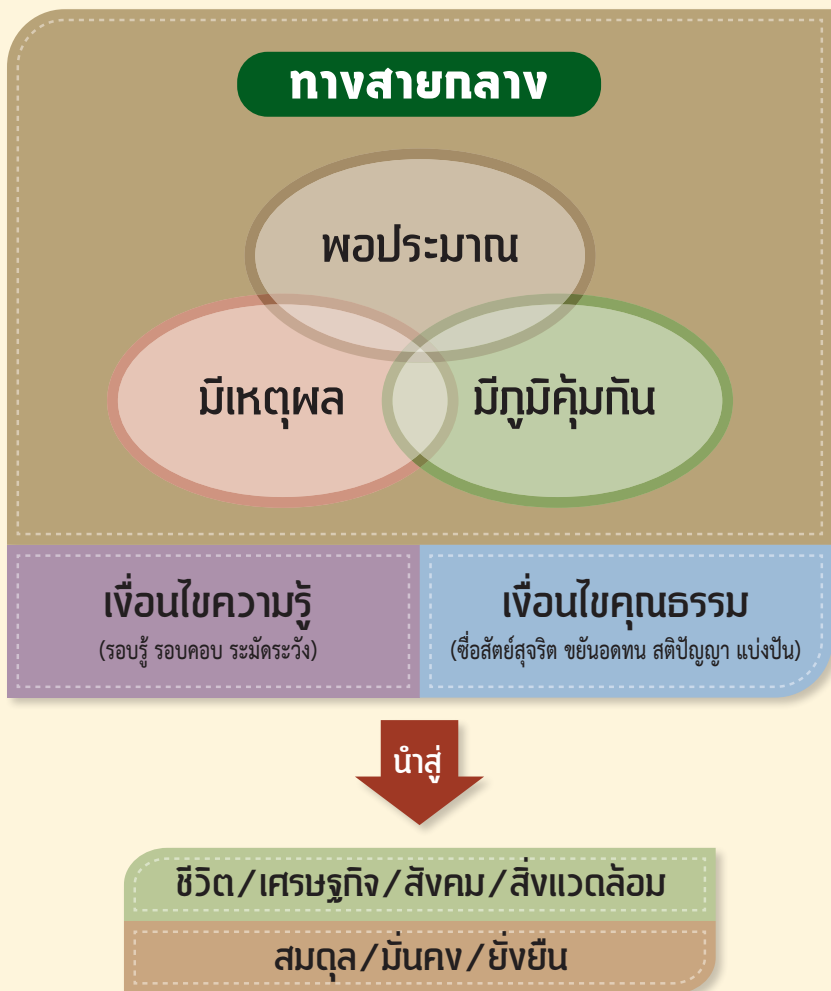 ทางสายกลาง
พอประมาณ
มีเหตุผล
มีภูมิคุ้มกัน
เงื่อนไขความรู้
(รอบรู้ รอบคอบ ระมัดระวัง)
เงื่อนไขคุณธรรม
(ซื่อสัตย์สุจริต ขยันอดทน สติปัญญา แบ่งปัน)
นำสู่
ชีวิต/เศรษฐกิจ/สังคม/สิ่งแวดล้อม
สมดุล/มั่นคง/ยั่งยืน